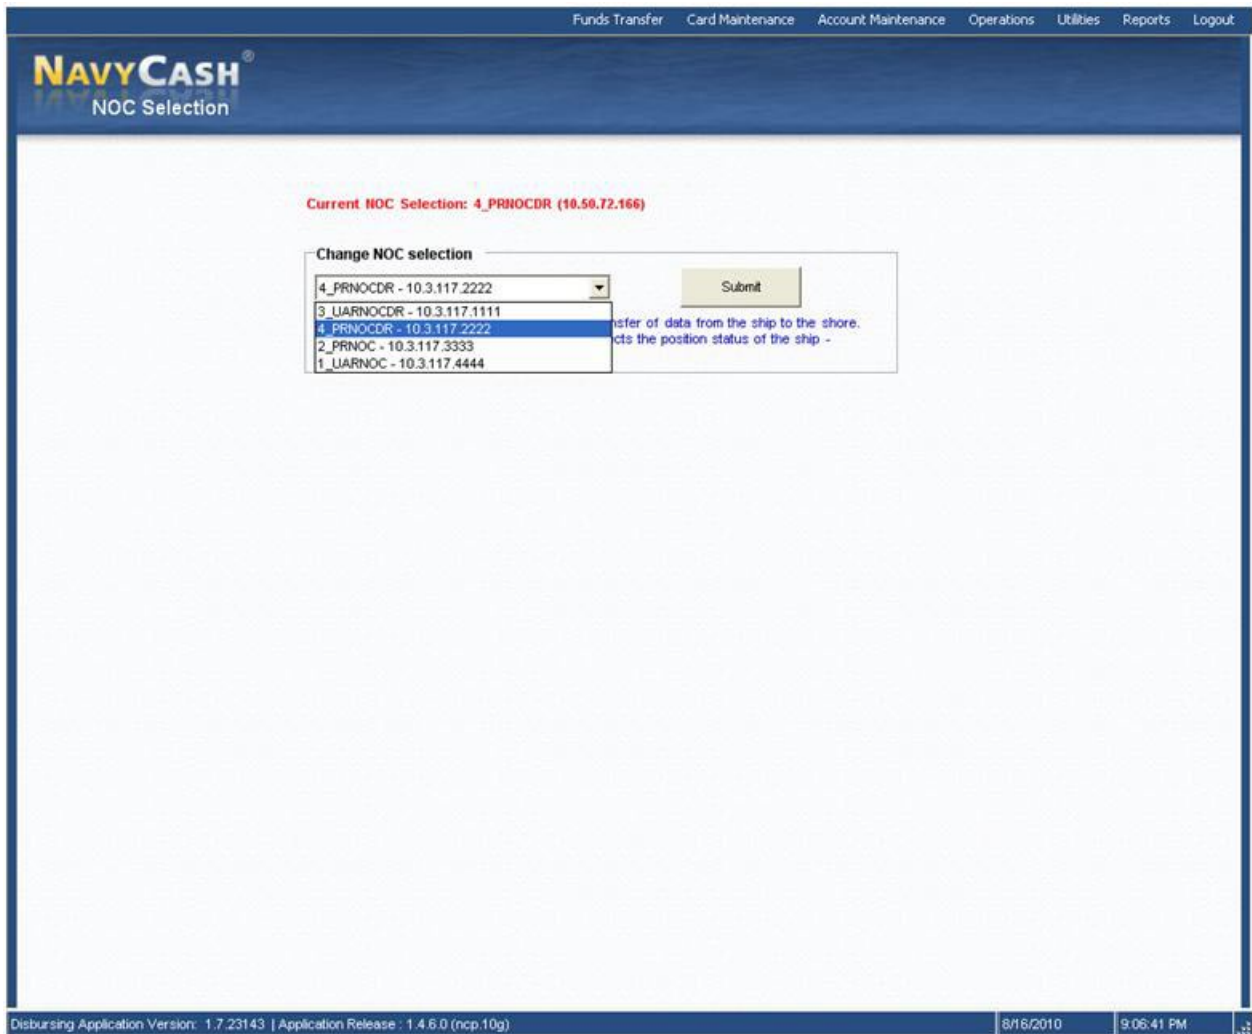 Funds Transfer Card Maintenance Account Maintenance Operations Utilities Reports Logout
NAVYCASH®
NOC Selection
Current NOC Selection: 4_PRNOCDR (10.50.72.166)
Change NOC selection
4_PRNOCDR - 10.3.117.2222
Submit
3_UARNOCDR - 10.3.117.1111
4_PRNOCDR - 10.3.117.2222
2_PRNOC - 10.3.117.3333
1_UARNOC - 10.3.117.4444
of data from the ship to the shore.
the position status of the ship -
Disbursing Application Version: 1.7.23143 | Application Release : 1.4.6.0 (ncp.10g) 8/16/2010 9:06:41 PM